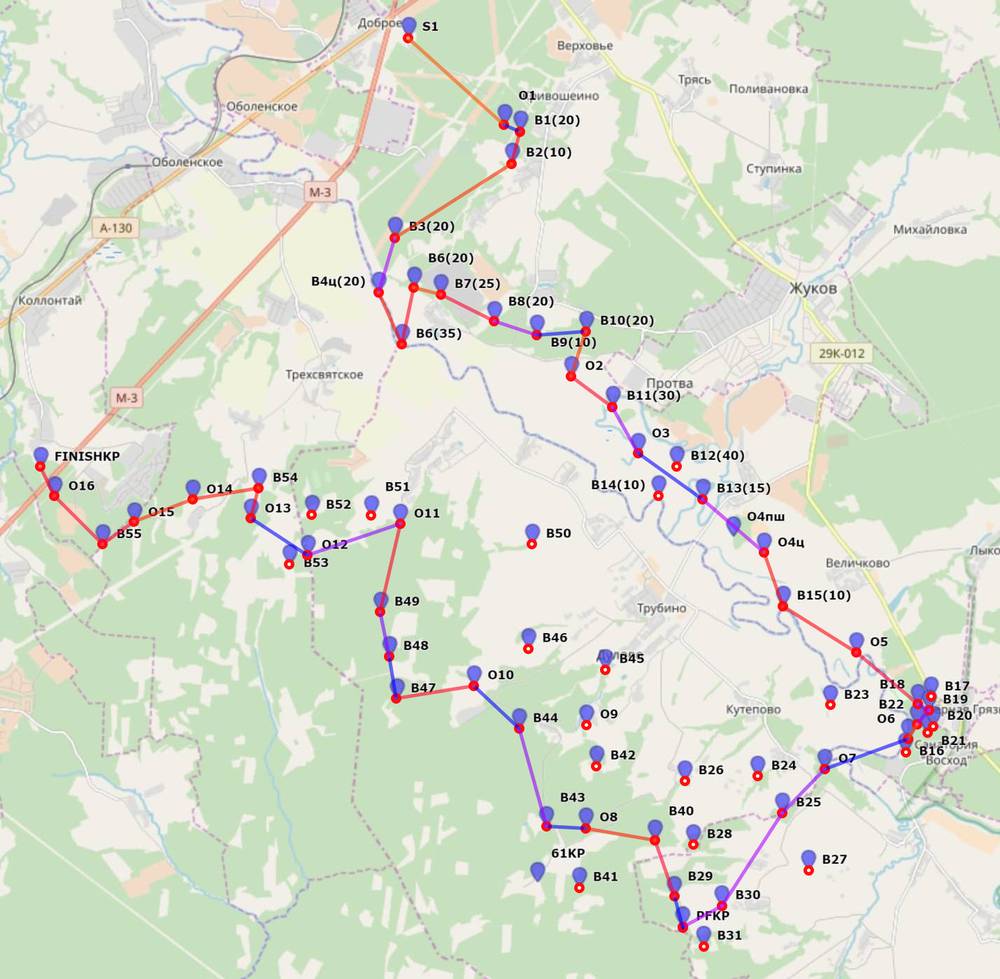 Доброе
S1
Верховье
Трясь
Поливановка
O1
Кривошеино
B1(20)
Оболенское
B2(10)
Оболенское
Ступинка
М-3
А-130
B3(20)
Михайловка
B6(20)
B4ц(20)
B7(25)
Жуков
Коллонтай
B8(20)
B10(20)
B6(35)
B9(10)
29К-012
O2
Трехсвятское
Протва
М-3
B11(30)
O3
FINISHKP
B12(40)
B54
O16
B51
B14(10)
B13(15)
O14
B52
O13
O15
O11
O4пш
B55
B50
O12
O4ц
Лыко
B53
Величково
B15(10)
B49
Трубино
B46
O5
B48
B45
O10
B47
B18
B17
B23
B22
B19
Кутепово
рная Гряз
O9
O6
B20
B44
B21
Санатория
Восход
B16
B42
O7
B24
B26
B43
B25
O8
B40
B28
61KP
B27
B41
B29
B30
PFKP
B31